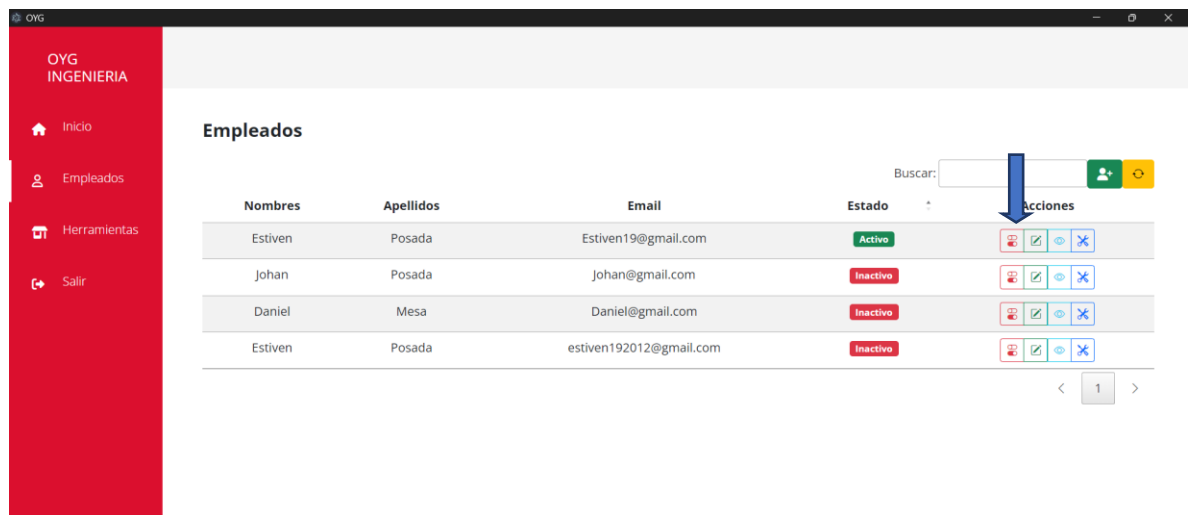 OYG
OYG
INGENIERIA
Inicio
Empleados
Herramientas
Salir
Empleados
Buscar:
Nombres Apellidos Email Estado Acciones
Estiven Posada Estiven19@gmail.com Activo
Johan Posada Johan@gmail.com Inactivo
Daniel Mesa Daniel@gmail.com Inactivo
Estiven Posada estiven192012@gmail.com Inactivo
1